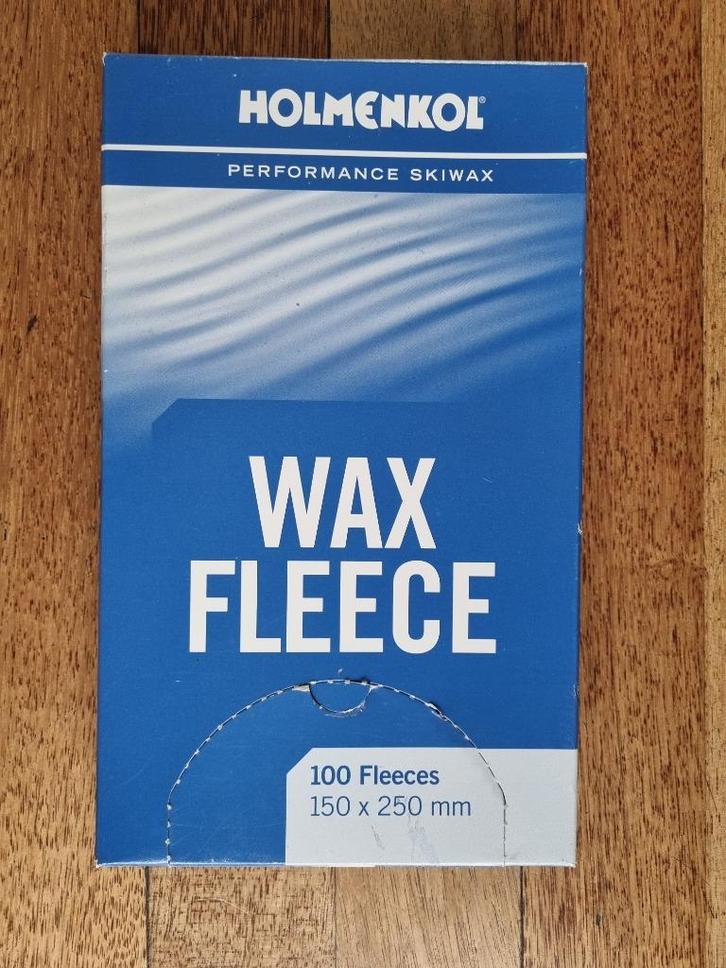 HOLMENKOL®
PERFORMANCE SKIWAX
WAX
FLEECE
100 Fleeces
150 x 250 mm